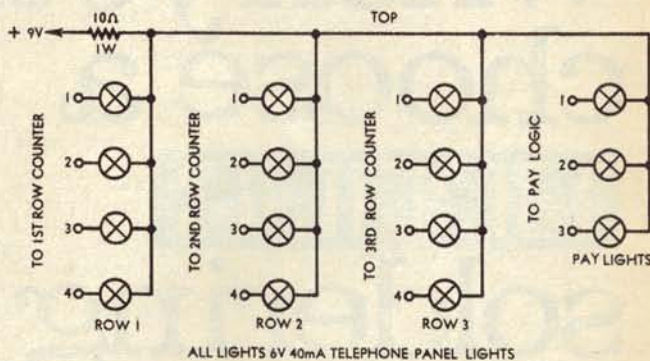 10Ω
+ 9V
1W
TOP
TO 1ST ROW COUNTER
1
2
3
4
ROW 1
TO 2ND ROW COUNTER
1
2
3
4
ROW 2
TO 3RD ROW COUNTER
1
2
3
4
ROW 3
TO PAY LOGIC
1
2
3
PAY LIGHTS
ALL LIGHTS 6V 40mA TELEPHONE PANEL LIGHTS